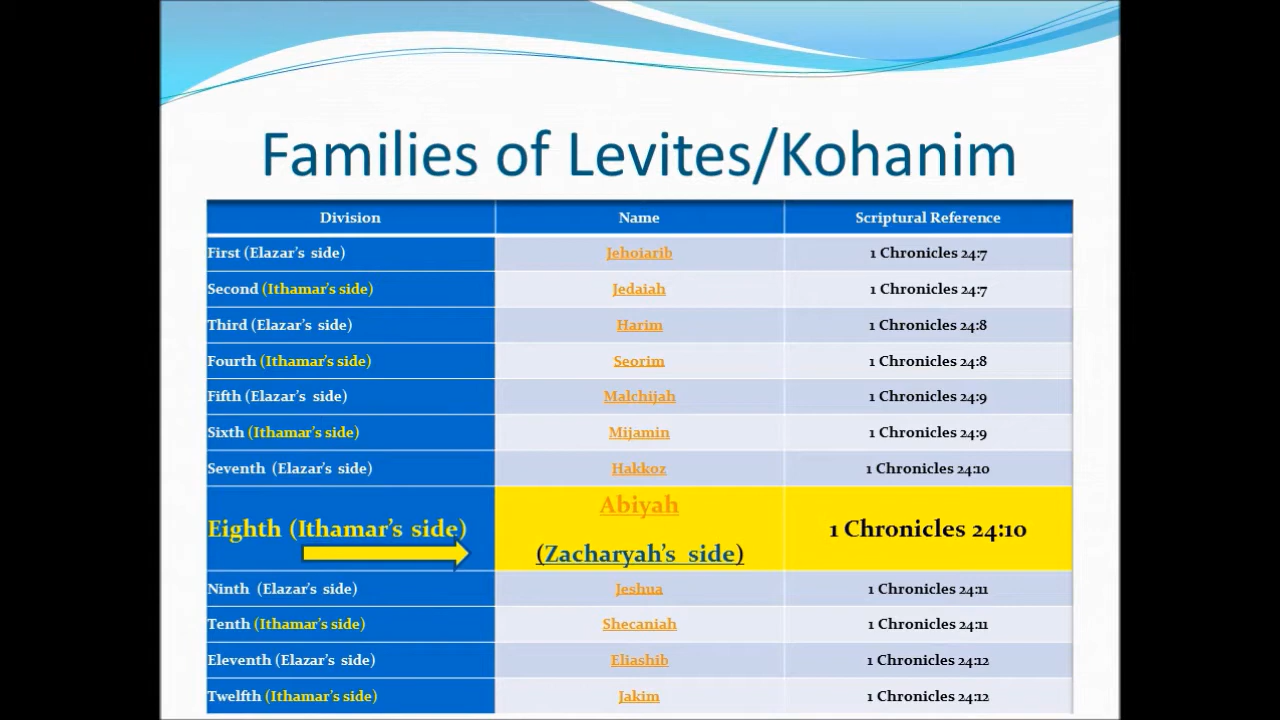 Families of Levites/Kohanim
Division Name Scriptural Reference
First (Elazar's side) Jehoiarib 1 Chronicles 24:7
Second (Ithamar's side) Jedaiah 1 Chronicles 24:7
Third (Elazar's side) Harim 1 Chronicles 24:8
Fourth (Ithamar's side) Seorim 1 Chronicles 24:8
Fifth (Elazar's side) Malchijah 1 Chronicles 24:9
Sixth (Ithamar's side) Mijamin 1 Chronicles 24:9
Seventh (Elazar's side) Hakkoz 1 Chronicles 24:10
Abiyah
Eighth (Ithamar's side) 1 Chronicles 24:10
(Zacharyah's side)
Ninth (Elazar's side) Jeshua 1 Chronicles 24:11
Tenth (Ithamar's side) Shecaniah 1 Chronicles 24:11
Eleventh (Elazar's side) Eliashib 1 Chronicles 24:12
Twelfth (Ithamar's side) Jakim 1 Chronicles 24:12